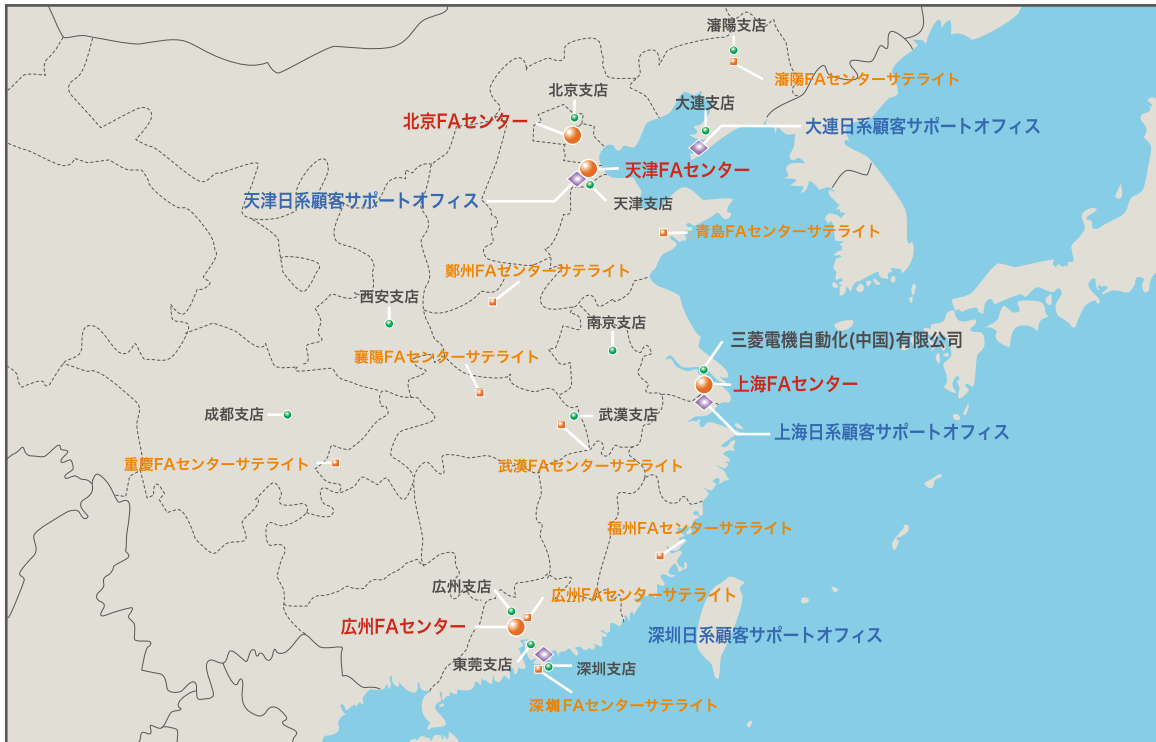 瀋陽支店
瀋陽FAセンターサテライト
北京支店
大連支店
北京FAセンター
大連日系顧客サポートオフィス
天津FAセンター
天津日系顧客サポートオフィス
天津支店
青島FAセンターサテライト
鄭州FAセンターサテライト
西安支店
南京支店
三菱電機自動化(中国)有限公司
襄陽FAセンターサテライト
上海FAセンター
成都支店
武漢支店
上海日系顧客サポートオフィス
重慶FAセンターサテライト
武漢FAセンターサテライト
福州FAセンターサテライト
広州支店
広州FAセンターサテライト
広州FAセンター
深圳日系顧客サポートオフィス
東莞支店
深圳支店
深圳FAセンターサテライト